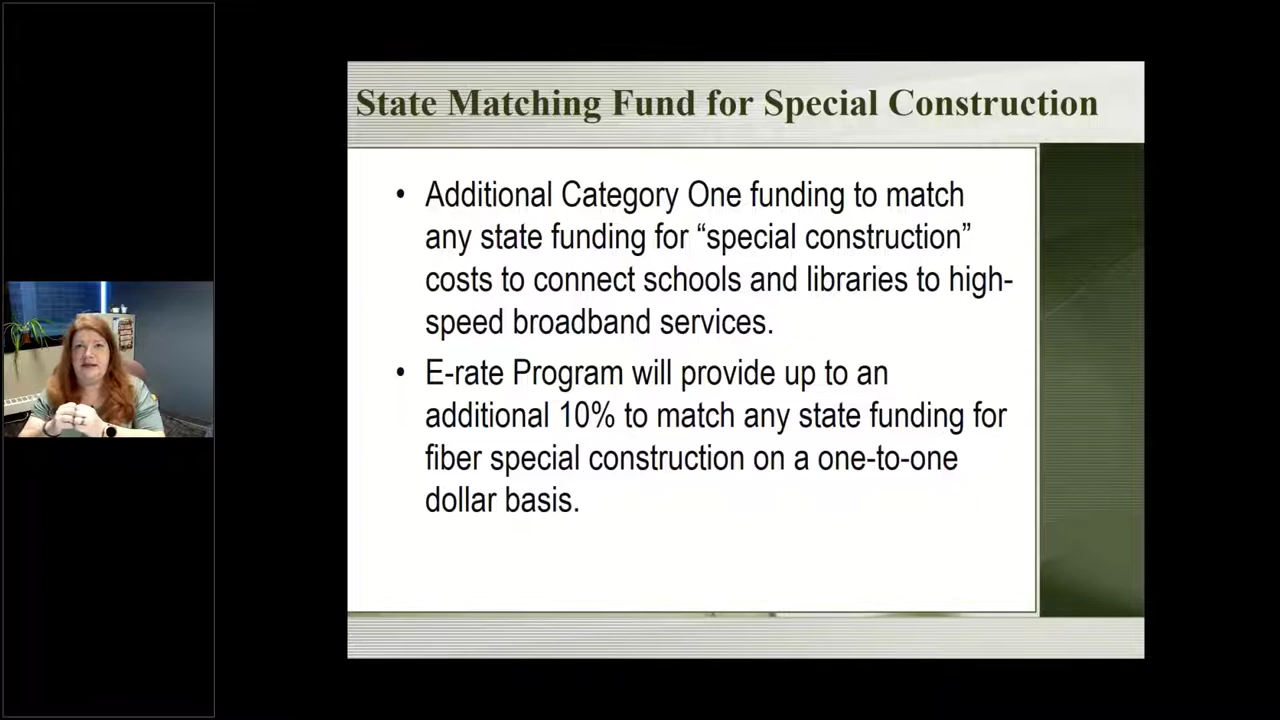 State Matching Fund for Special Construction
• Additional Category One funding to match
any state funding for “special construction”
costs to connect schools and libraries to high-
speed broadband services.
• E-rate Program will provide up to an
additional 10% to match any state funding for
fiber special construction on a one-to-one
dollar basis.